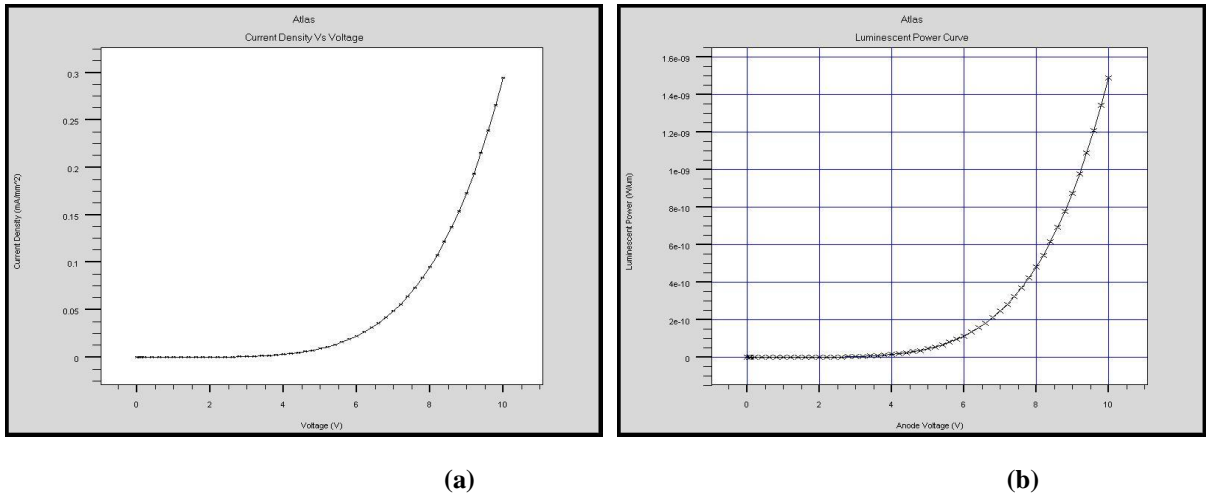 Atlas
Current Density Vs Voltage
Current Density (mA/mm^2)
0.3
0.25
0.2
0.15
0.1
0.05
0
0 2 4 6 8 10
Voltage (V)
(a)
Atlas
Luminescent Power Curve
Luminescent Power (W/um)
1.6e-09
1.4e-09
1.2e-09
1e-09
8e-10
6e-10
4e-10
2e-10
0
0 2 4 6 8 10
Anode Voltage (V)
(b)